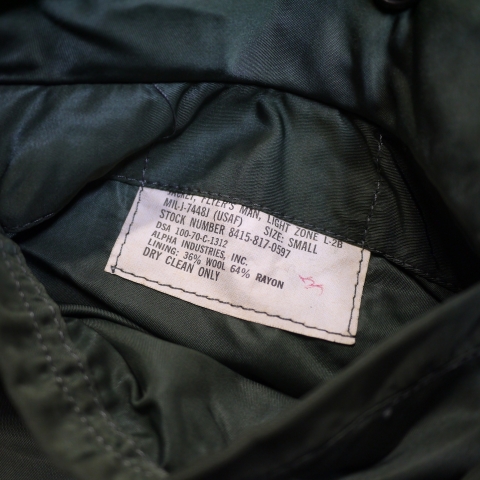 JACKET, FLYER'S MAN, LIGHT ZONE L-2B
MIL-J-7448J (USAF) SIZE: SMALL
STOCK NUMBER 8415-817-0597
DSA 100-70-C-1312
ALPHA INDUSTRIES, INC.
LINING: 36% WOOL 64% RAYON
DRY CLEAN ONLY